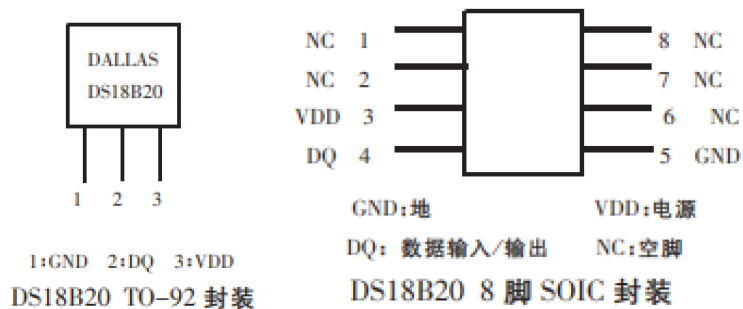 DALLAS
DS18B20
1 2 3
1:GND 2:DQ 3:VDD
DS18B20 TO-92 封装
NC 1 8 NC
NC 2 7 NC
VDD 3 6 NC
DQ 4 5 GND
GND:地 VDD:电源
DQ: 数据输入/输出 NC:空脚
DS18B20 8 脚 SOIC 封装